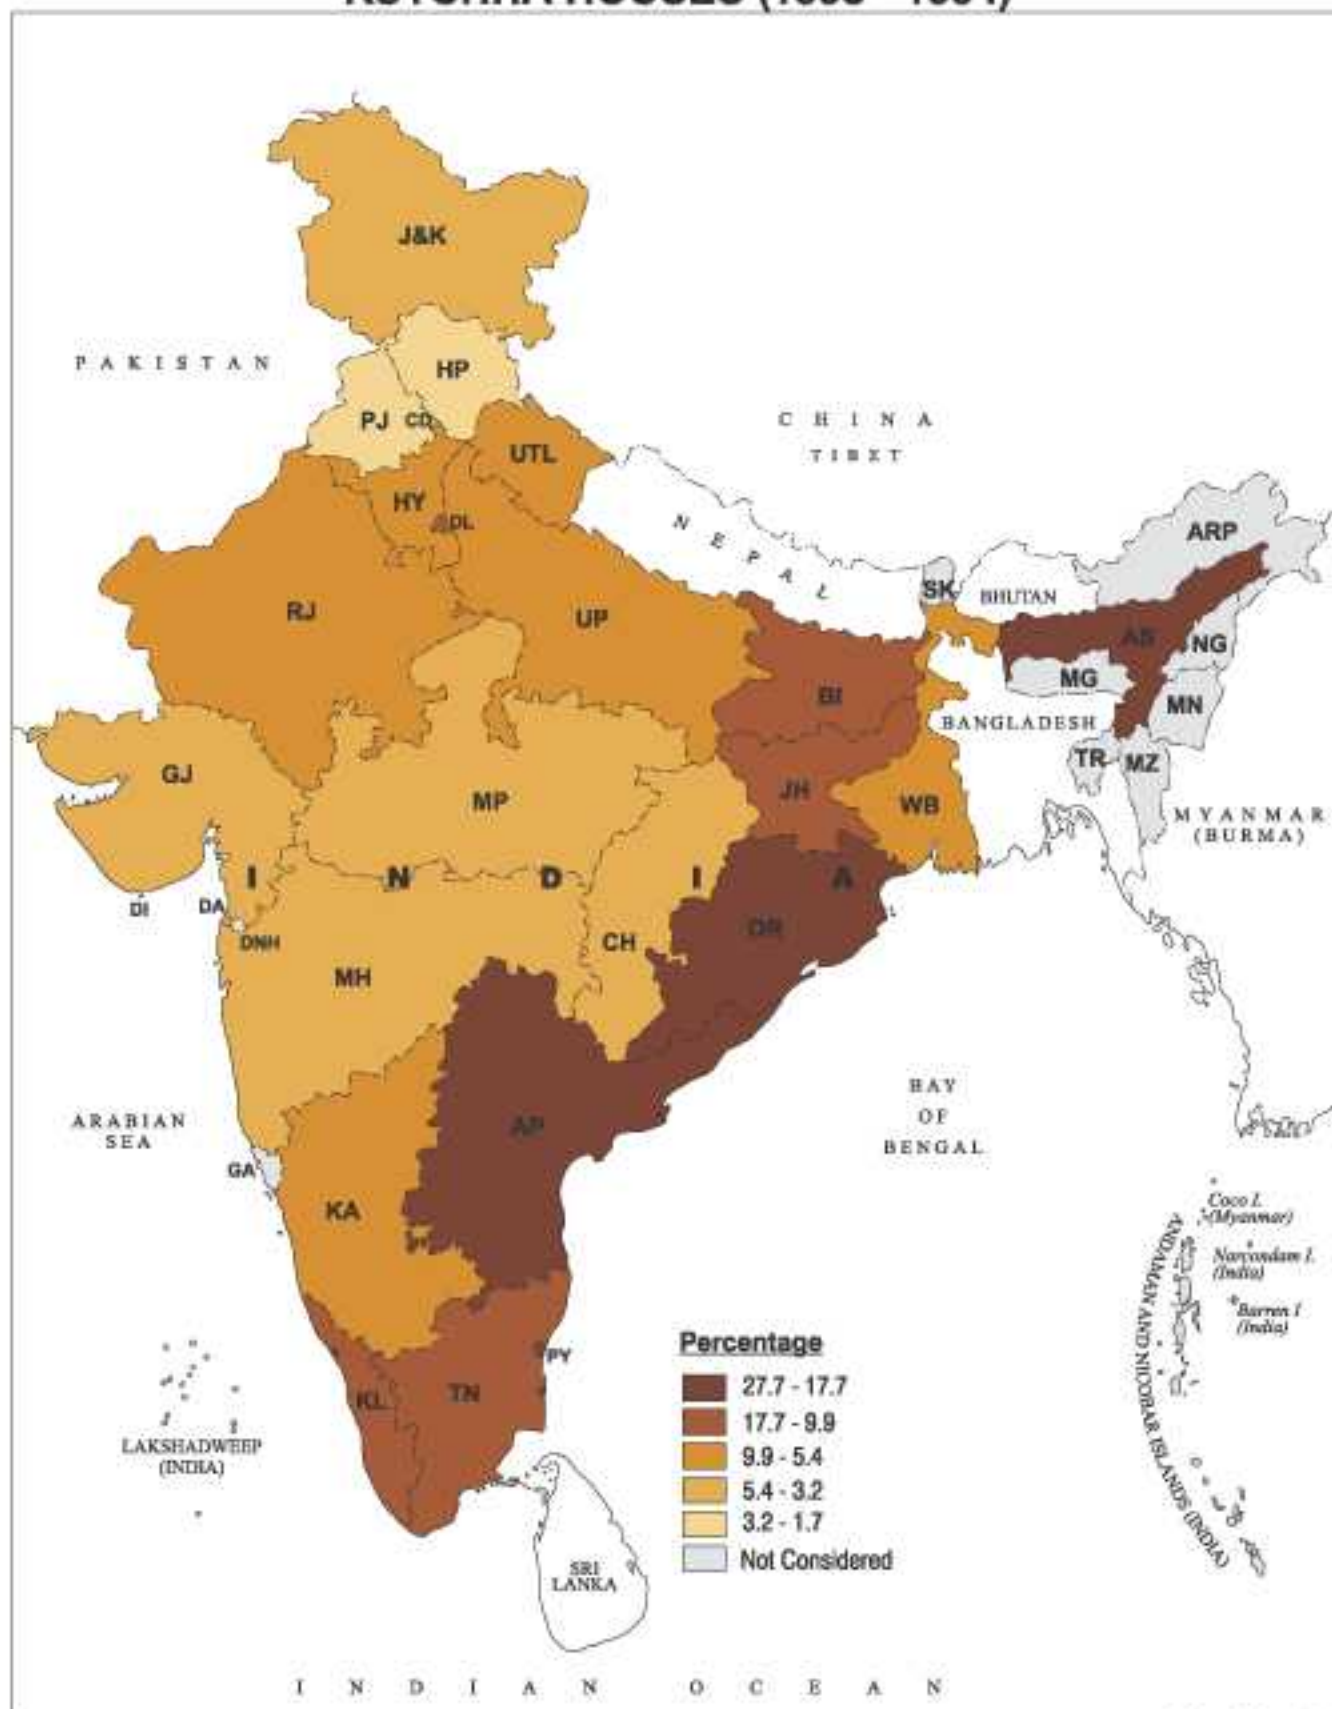 J&K
PAKISTAN
HP
PJ
CD
CHINA
TIBET
UTL
HY
DL
NEPAL
ARP
SK
BHUTAN
AS
NG
RJ
UP
MG
MN
BI
BANGLADESH
TR
MZ
GJ
MP
JH
WB
MYANMAR
(BURMA)
INDIA
DI
DA
DNH
CH
OR
MH
ARABIAN
SEA
AP
BAY
OF
BENGAL
GA
KA
Coco I.
(Myanmar)
Narcondam I.
(India)
Barren I
(India)
ANDAMAN AND NICOBAR ISLANDS (INDIA)
PY
KL
TN
LAKSHADWEEP
(INDIA)
Percentage
27.7 - 17.7
17.7 - 9.9
9.9 - 5.4
5.4 - 3.2
3.2 - 1.7
Not Considered
SRI
LANKA
INDIAN OCEAN